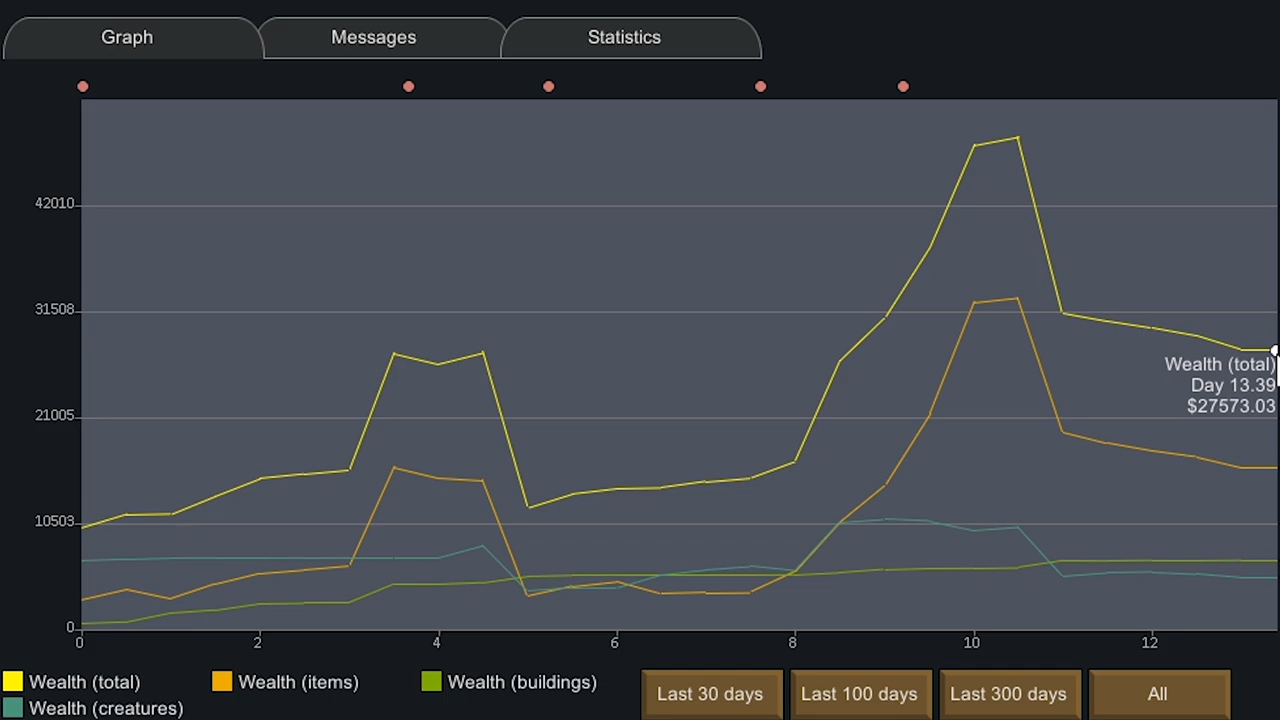 Graph Messages Statistics
42010
31508
21005
10503
0
0 2 4 6 8 10 12
Wealth (total)
Day 13.39
$27573.03
Wealth (total) Wealth (items) Wealth (buildings)
Wealth (creatures)
Last 30 days Last 100 days Last 300 days All